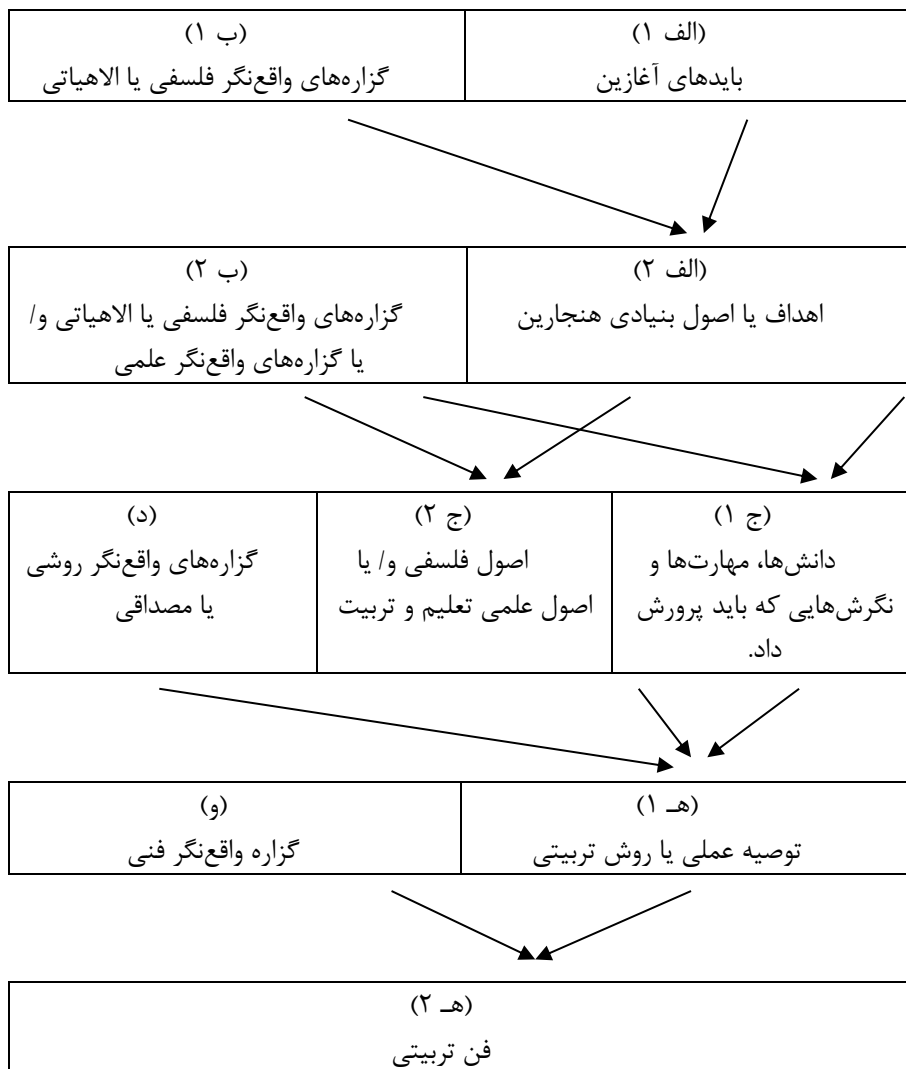 (الف ۱)
بایدهای آغازین
(ب ۱)
گزاره‌های واقع‌نگر فلسفی یا الاهیاتی
(الف ۲)
اهداف یا اصول بنیادی هنجارین
(ب ۲)
گزاره‌های واقع‌نگر فلسفی یا الاهیاتی و/
یا گزاره‌های واقع‌نگر علمی
(ج ۱)
دانش‌ها، مهارت‌ها و
نگرش‌هایی که باید پرورش
داد.
(ج ۲)
اصول فلسفی و/ یا
اصول علمی تعلیم و تربیت
(د)
گزاره‌های واقع‌نگر روشی
یا مصداقی
(هـ ۱)
توصیه عملی یا روش تربیتی
(و)
گزاره واقع‌نگر فنی
(هـ ۲)
فن تربیتی